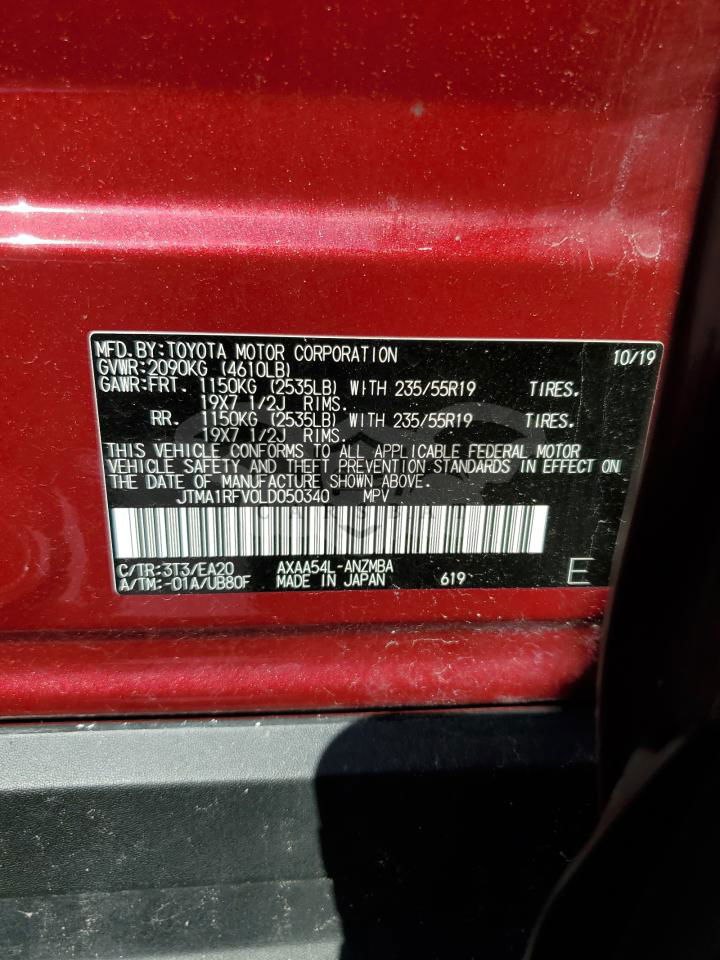 MFD.BY:TOYOTA MOTOR CORPORATION 10/19
GVWR:2090KG (4610LB)
GAWR:FRT. 1150KG (2535LB) WITH 235/55R19 TIRES.
19X7 1/2J RIMS.
RR. 1150KG (2535LB) WITH 235/55R19 TIRES.
19X7 1/2J RIMS.
THIS VEHICLE CONFORMS TO ALL APPLICABLE FEDERAL MOTOR
VEHICLE SAFETY AND THEFT PREVENTION STANDARDS IN EFFECT ON
THE DATE OF MANUFACTURE SHOWN ABOVE.
JTMA1RFV0LD050340 MPV
C/TR:3T3/EA20 AXAA54L-ANZMBA
A/TM:-01A/UB80F MADE IN JAPAN 619 E